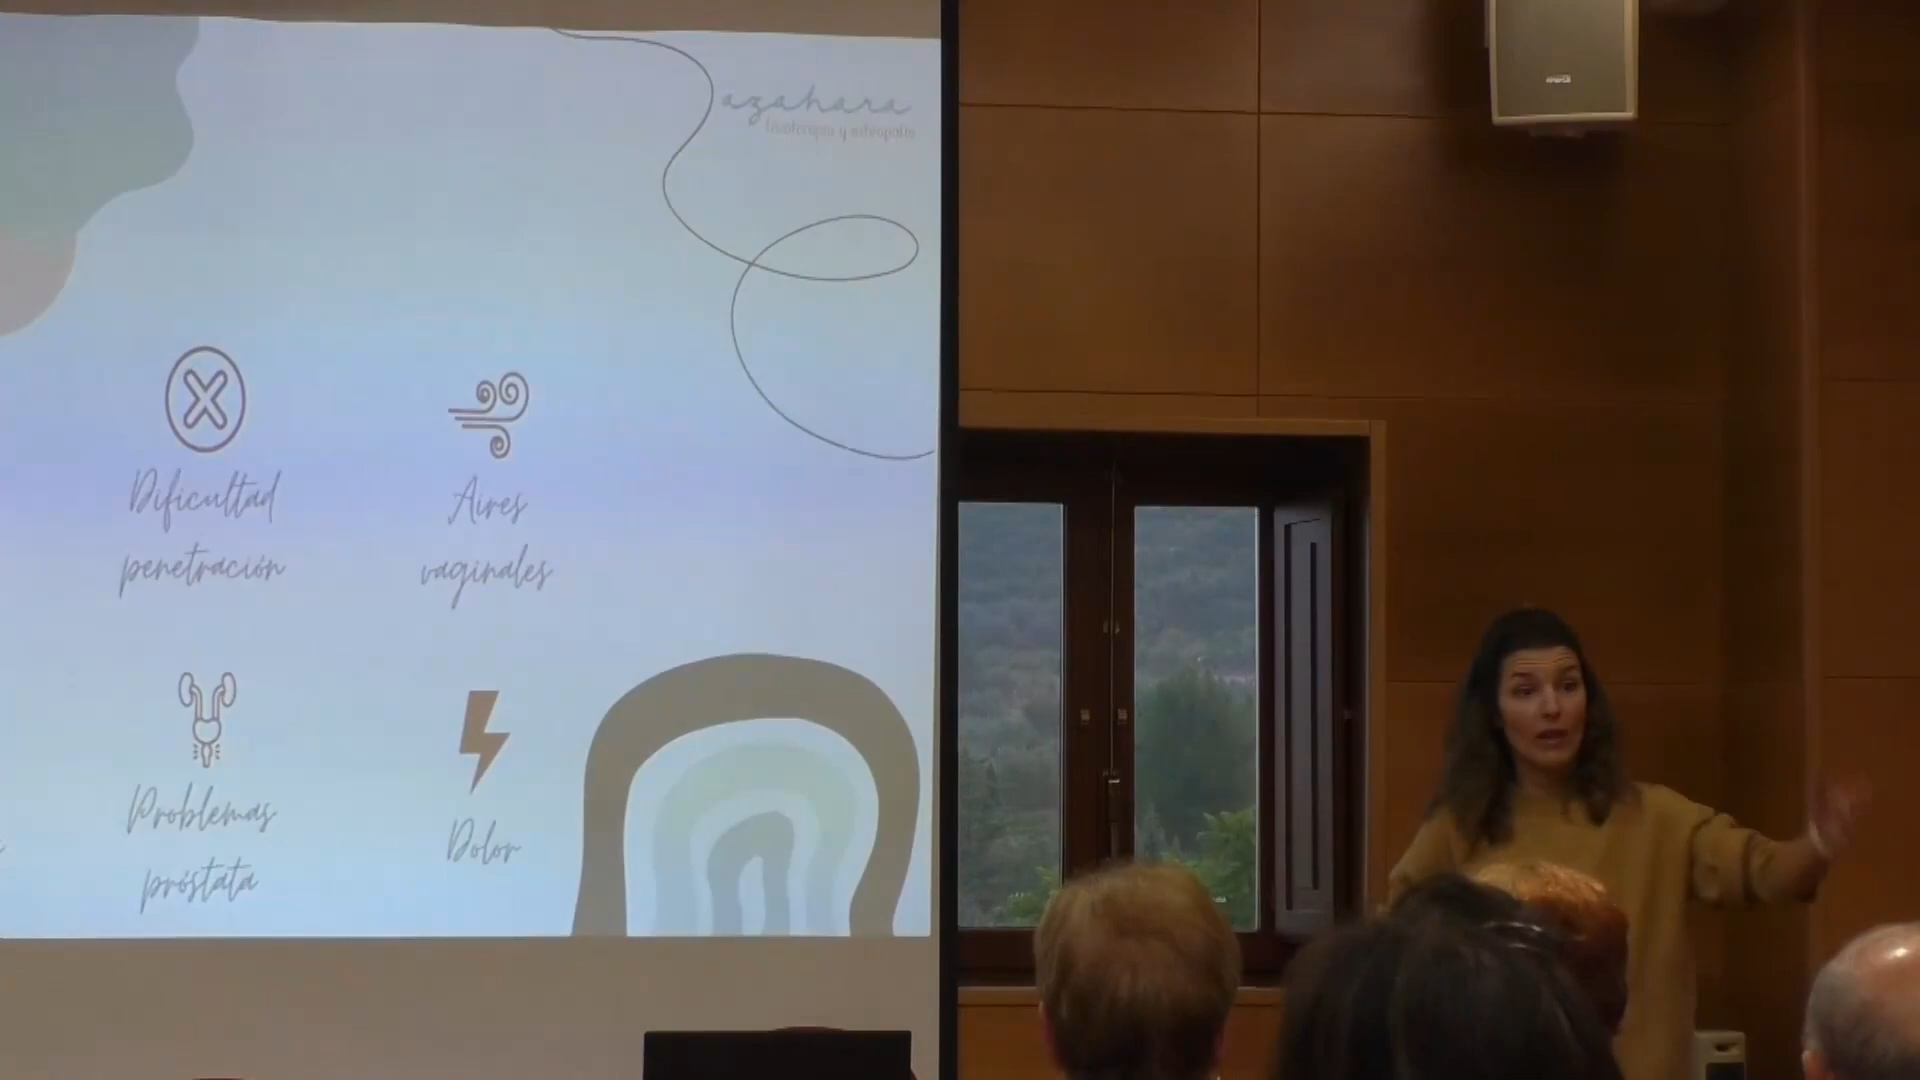 azahara
fisioterapia y osteopatía
Dificultad
penetración
Aires
vaginales
Problemas
próstata
Dolor